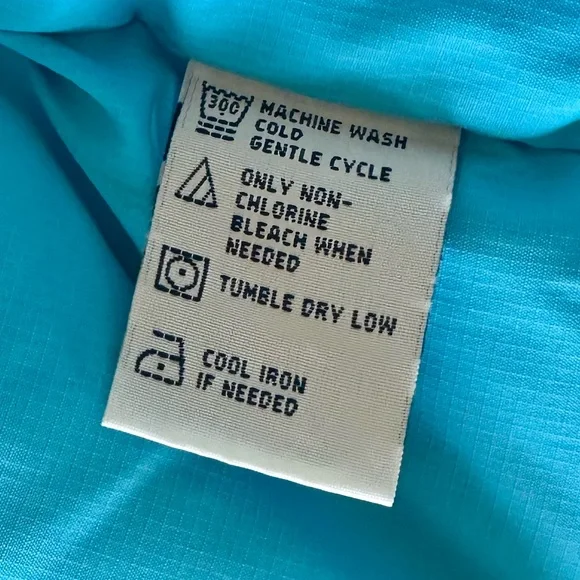 30C
MACHINE WASH
COLD
GENTLE CYCLE
ONLY NON-
CHLORINE
BLEACH WHEN
NEEDED
TUMBLE DRY LOW
COOL IRON
IF NEEDED